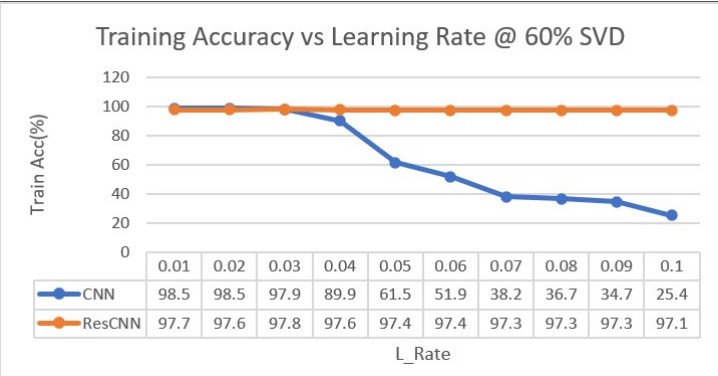 Training Accuracy vs Learning Rate @ 60% SVD
Train Acc(%)
120
100
80
60
40
20
0
0.01 0.02 0.03 0.04 0.05 0.06 0.07 0.08 0.09 0.1
CNN 98.5 98.5 97.9 89.9 61.5 51.9 38.2 36.7 34.7 25.4
ResCNN 97.7 97.6 97.8 97.6 97.4 97.4 97.3 97.3 97.3 97.1
L_Rate